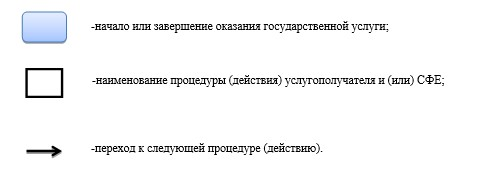 -начало или завершение оказания государственной услуги;
-наименование процедуры (действия) услугополучателя и (или) СФЕ;
-переход к следующей процедуре (действию).